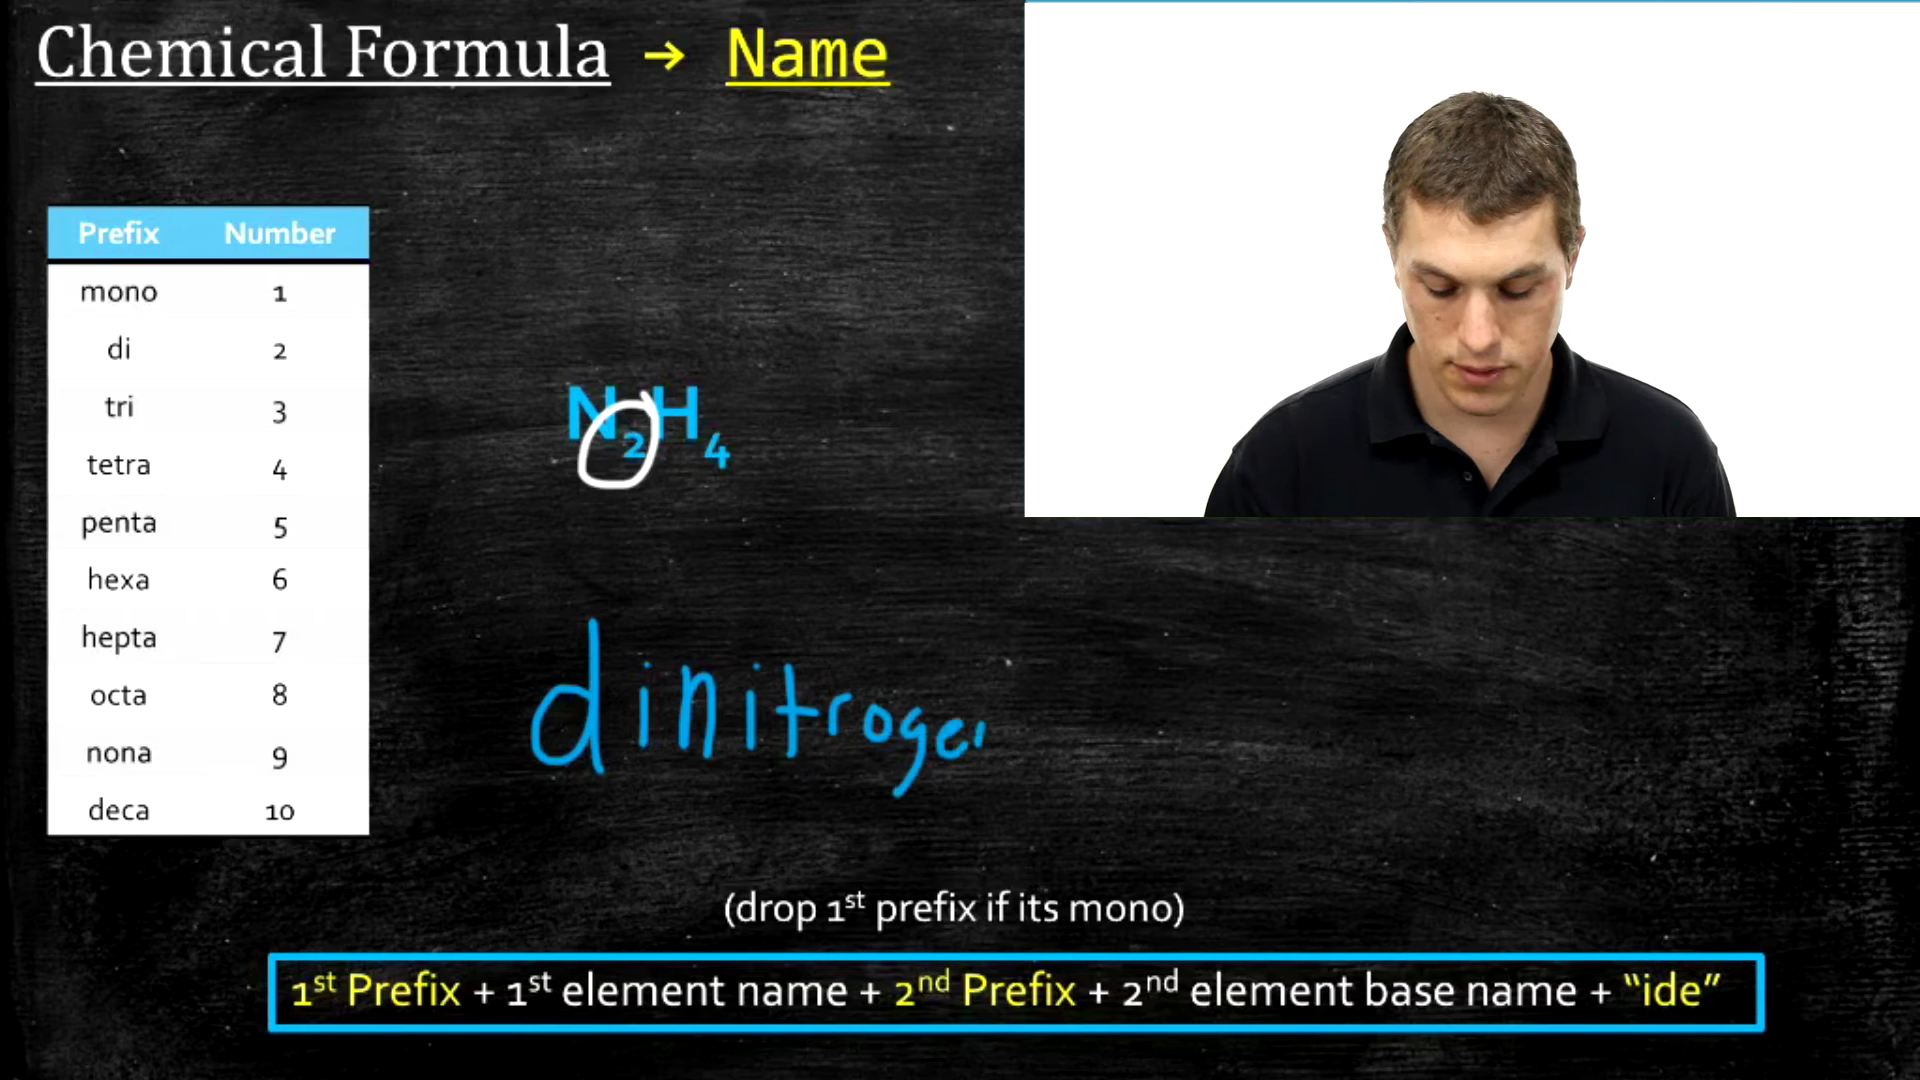 Chemical Formula → Name
Prefix Number
mono 1
di 2
tri 3
tetra 4
penta 5
hexa 6
hepta 7
octa 8
nona 9
deca 10
N₂H₄
dinitroger
(drop 1st prefix if its mono)
1st Prefix + 1st element name + 2nd Prefix + 2nd element base name + “ide”